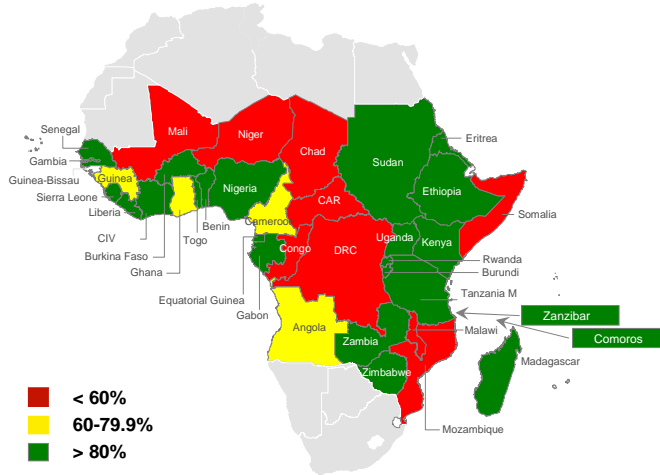 Senegal
Mali
Niger
Chad
Sudan
Eritrea
Gambia
Guinea
Guinea-Bissau
Nigeria
Ethiopia
Sierra Leone
CAR
Somalia
Liberia
Benin
Cameroon
Uganda
Kenya
CIV
Togo
Congo
DRC
Burkina Faso
Rwanda
Ghana
Burundi
Equatorial Guinea
Tanzania M
Gabon
Zanzibar
Angola
Malawi
Comoros
Zambia
Madagascar
Zimbabwe
< 60%
60-79.9%
Mozambique
> 80%